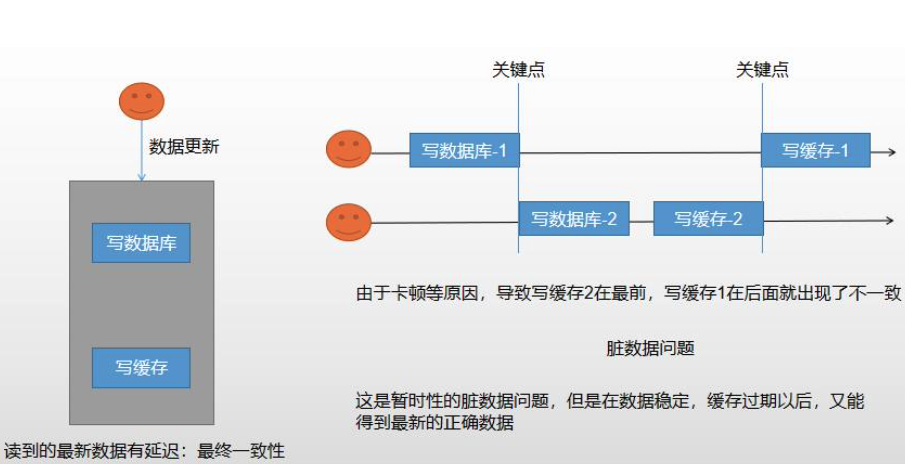 数据更新
写数据库
写缓存
读到的最新数据有延迟：最终一致性
关键点
关键点
写数据库-1
写缓存-1
写数据库-2
写缓存-2
由于卡顿等原因，导致写缓存2在最前，写缓存1在后面就出现了不一致
脏数据问题
这是暂时性的脏数据问题，但是在数据稳定，缓存过期以后，又能
得到最新的正确数据